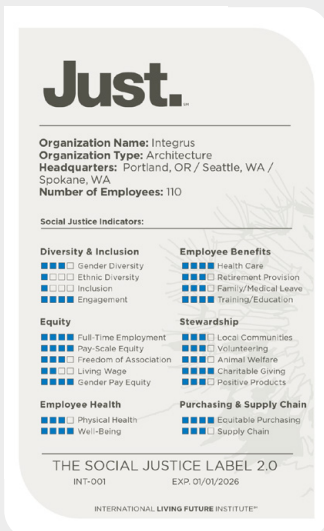 Just.
Organization Name: Integrus
Organization Type: Architecture
Headquarters: Portland, OR / Seattle, WA /
Spokane, WA
Number of Employees: 110
Social Justice Indicators:
Diversity & Inclusion
Gender Diversity
Ethnic Diversity
Inclusion
Engagement
Equity
Full-Time Employment
Pay-Scale Equity
Freedom of Association
Living Wage
Gender Pay Equity
Employee Health
Physical Health
Well-Being
Employee Benefits
Health Care
Retirement Provision
Family/Medical Leave
Training/Education
Stewardship
Local Communities
Volunteering
Animal Welfare
Charitable Giving
Positive Products
Purchasing & Supply Chain
Equitable Purchasing
Supply Chain
THE SOCIAL JUSTICE LABEL 2.0
INT-001 EXP. 01/01/2026
INTERNATIONAL LIVING FUTURE INSTITUTE™